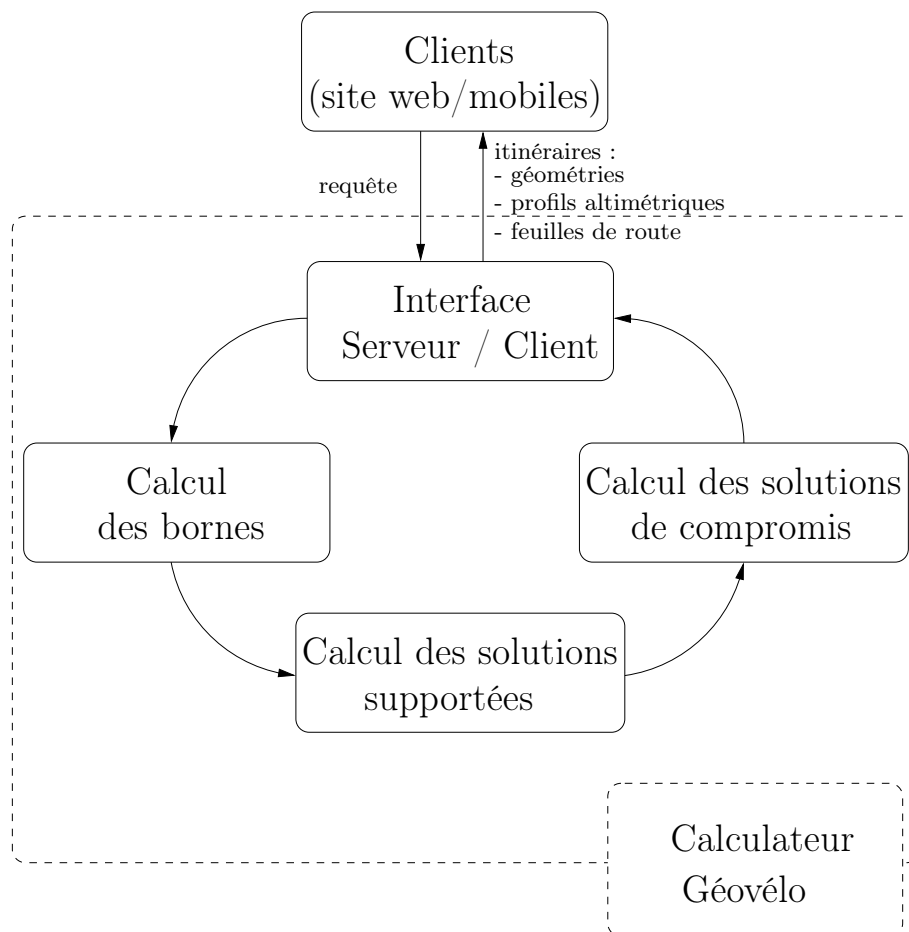 Clients
(site web/mobiles)
requête
itinéraires :
- géométries
- profils altimétriques
- feuilles de route
Interface
Serveur / Client
Calcul
des bornes
Calcul des solutions
de compromis
Calcul des solutions
supportées
Calculateur
Géovélo